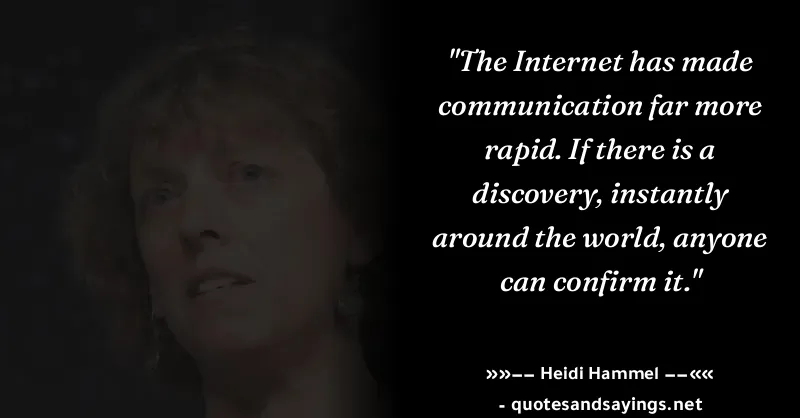 "The Internet has made
communication far more
rapid. If there is a
discovery, instantly
around the world, anyone
can confirm it."
»»−− Heidi Hammel −−««
- quotesandsayings.net